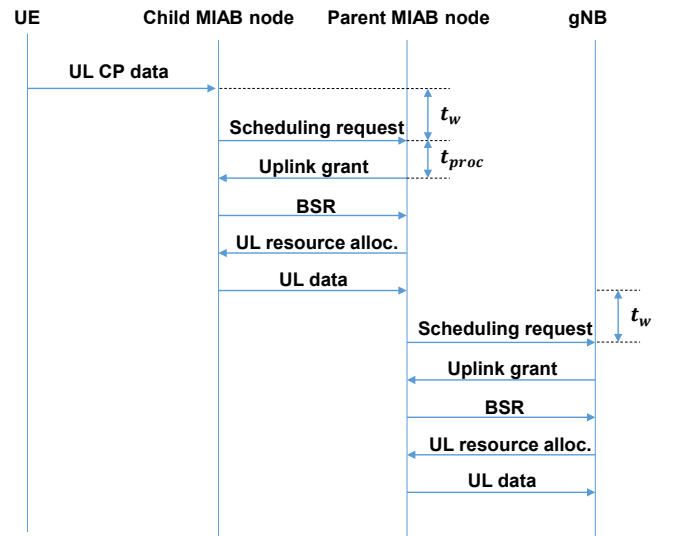 UE Child MIAB node Parent MIAB node gNB
UL CP data
t_w
Scheduling request
t_proc
Uplink grant
BSR
UL resource alloc.
UL data
t_w
Scheduling request
Uplink grant
BSR
UL resource alloc.
UL data